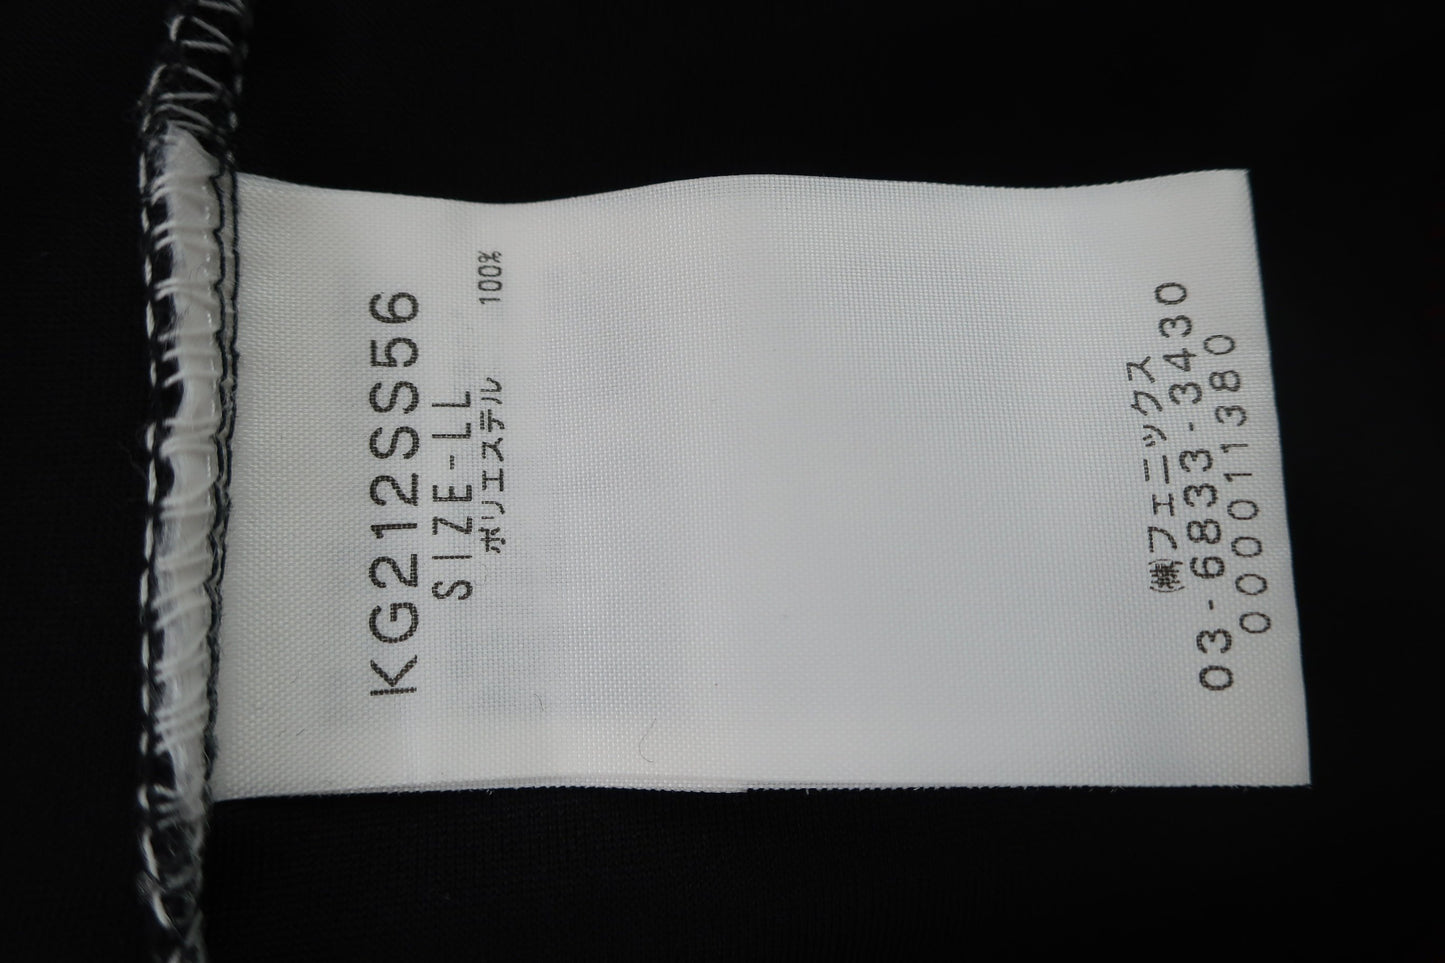 KG212SS56
SIZE-LL
ポリエステル 100%
㈱フェニックス
03-6833-3430
000011380